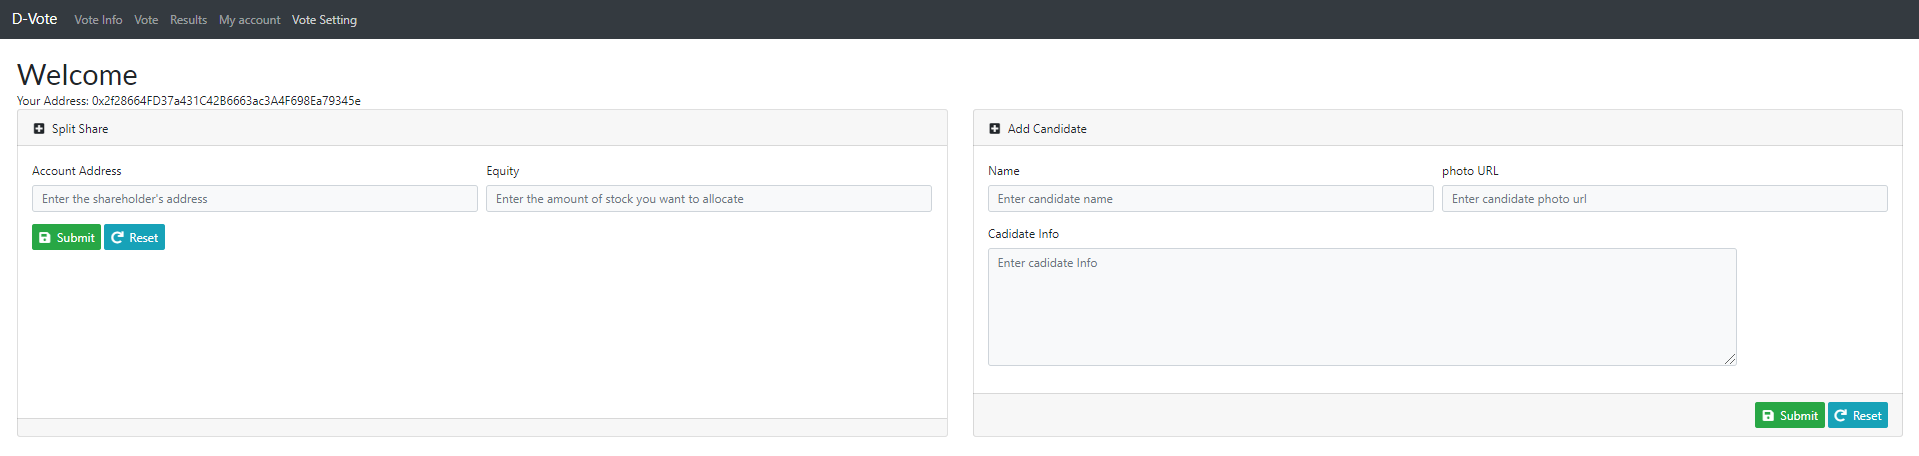 D-Vote Vote Info Vote Results My account Vote Setting
Welcome
Your Address: 0x2f28664FD37a431C42B6663ac3A4F698Ea79345e
Split Share
Account Address Equity
Enter the shareholder's address Enter the amount of stock you want to allocate
Submit Reset
Add Candidate
Name photo URL
Enter candidate name Enter candidate photo url
Cadidate Info
Enter cadidate Info
Submit Reset